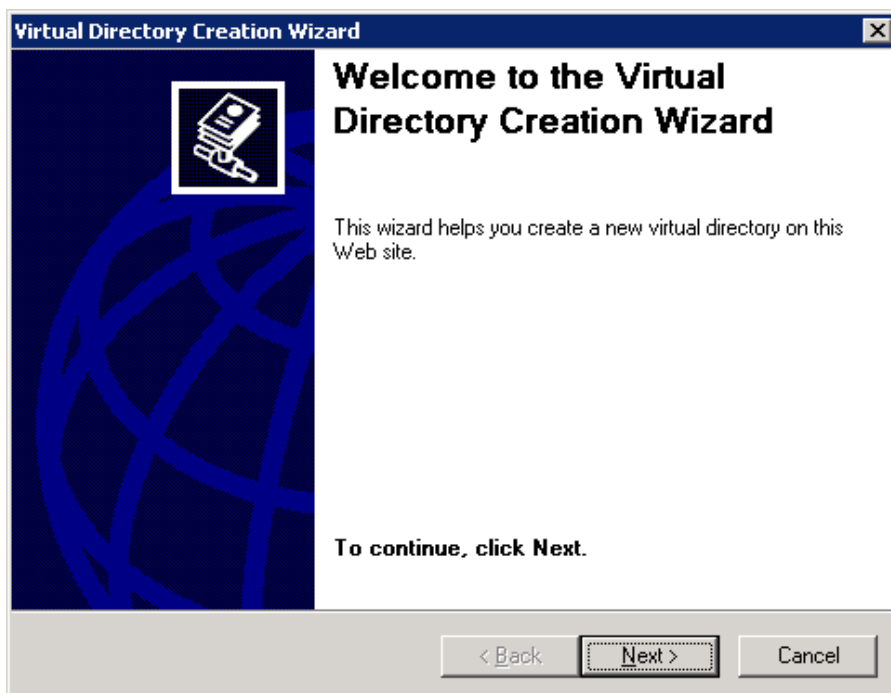 Virtual Directory Creation Wizard
Welcome to the Virtual
Directory Creation Wizard
This wizard helps you create a new virtual directory on this
Web site.
To continue, click Next.
< Back
Next >
Cancel